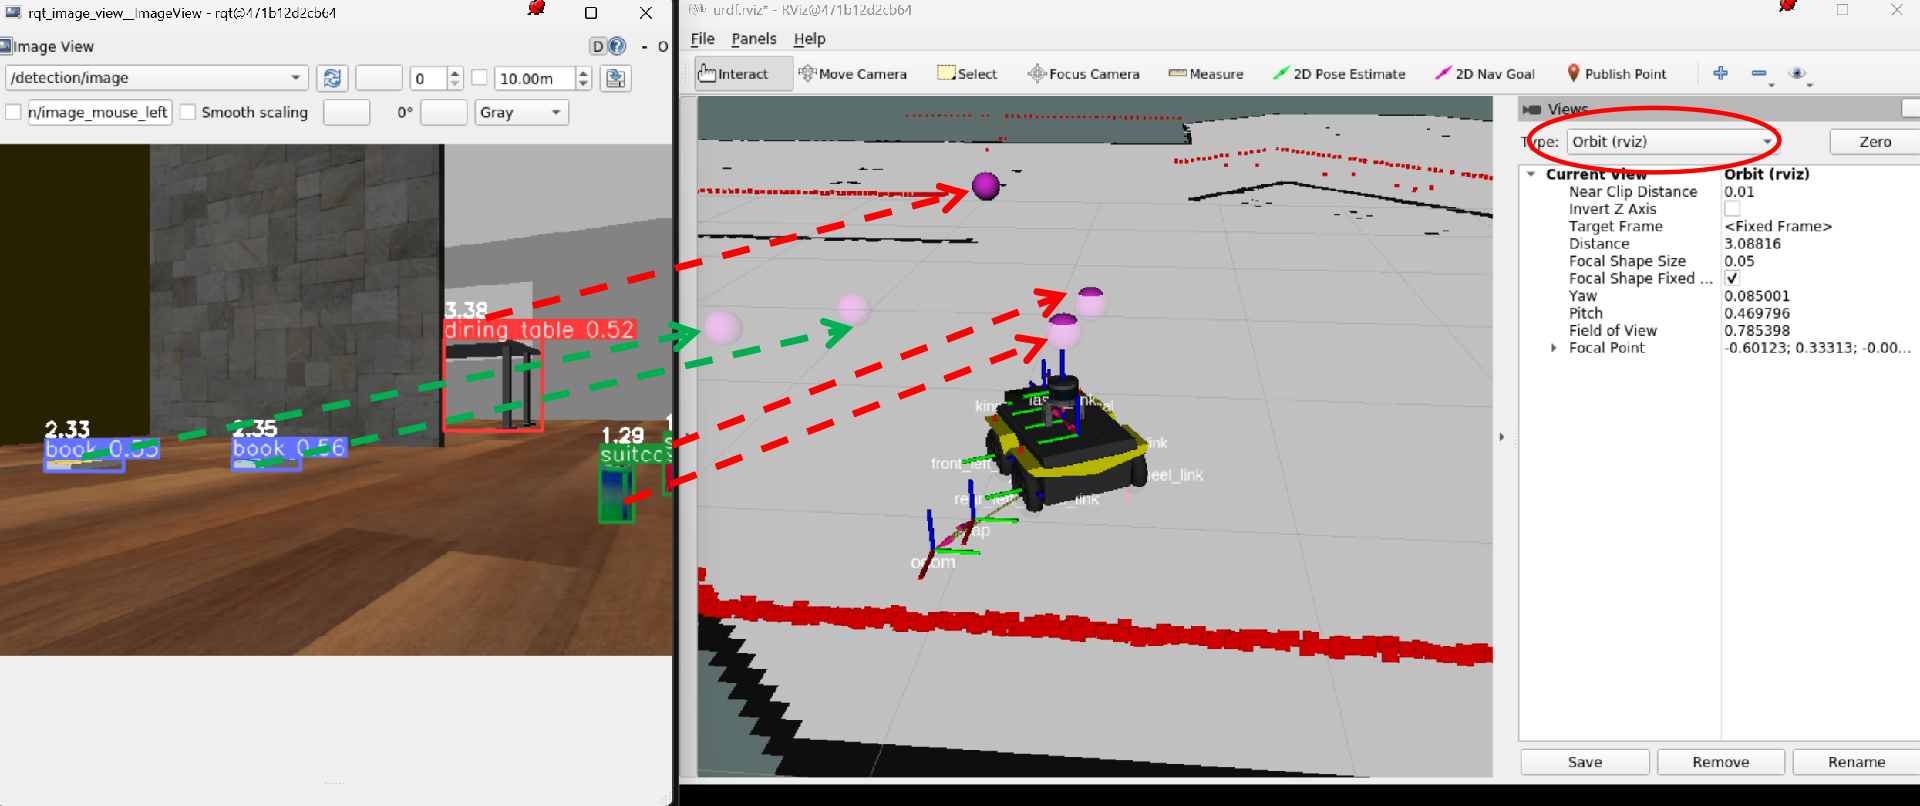 rqt_image_view__ImageView - rqt@471b12d2cb64
Image View
D
- O
/detection/image
0
10.00m
n/image_mouse_left
Smooth scaling
0°
Gray
3.38
dining table 0.52
2.33
book 0.55
2.35
book 0.56
1.29
suitc
urdf.rviz* - RViz@471b12d2cb64
File Panels Help
Interact
Move Camera
Select
Focus Camera
Measure
2D Pose Estimate
2D Nav Goal
Publish Point
front_left
link
heel_link
link
odom
Views
Type:
Orbit (rviz)
Zero
Current View
Orbit (rviz)
Near Clip Distance
0.01
Invert Z Axis
Target Frame
<Fixed Frame>
Distance
3.08816
Focal Shape Size
0.05
Focal Shape Fixed ...
Yaw
0.085001
Pitch
0.469796
Field of View
0.785398
Focal Point
-0.60123; 0.33313; -0.00...
Save
Remove
Rename